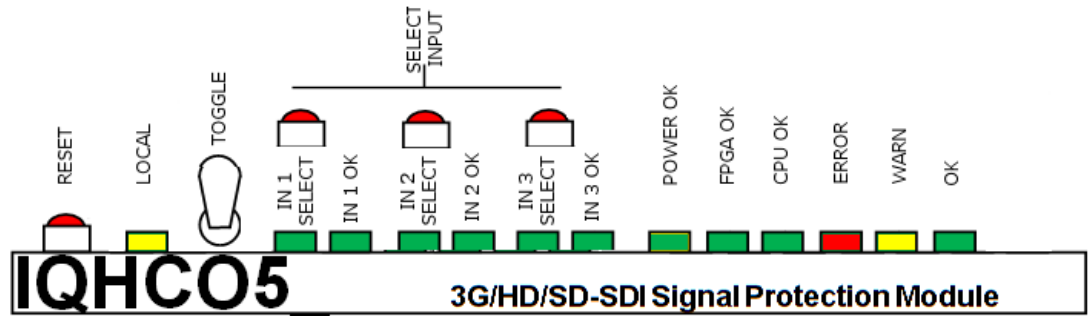 SELECT
INPUT
RESET
LOCAL
TOGGLE
IN 1
SELECT
IN 1 OK
IN 2
SELECT
IN 2 OK
IN 3
SELECT
IN 3 OK
POWER OK
FPGA OK
CPU OK
ERROR
WARN
OK
IQHCO5
3G/HD/SD-SDI Signal Protection Module